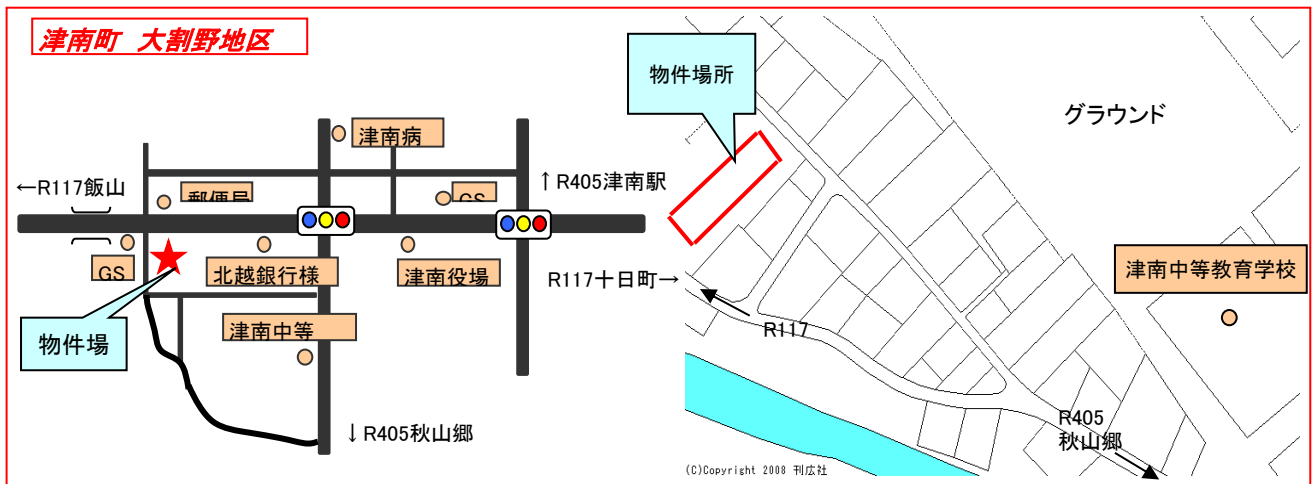 津南町 大割野地区
津南病
←R117飯山
郵便局
GS
↑R405津南駅
GS
北越銀行様
津南役場
R117十日町→
物件場
津南中等
↓R405秋山郷
物件場所
グラウンド
津南中等教育学校
R117
R405
秋山郷
(C)Copyright 2008 刊広社